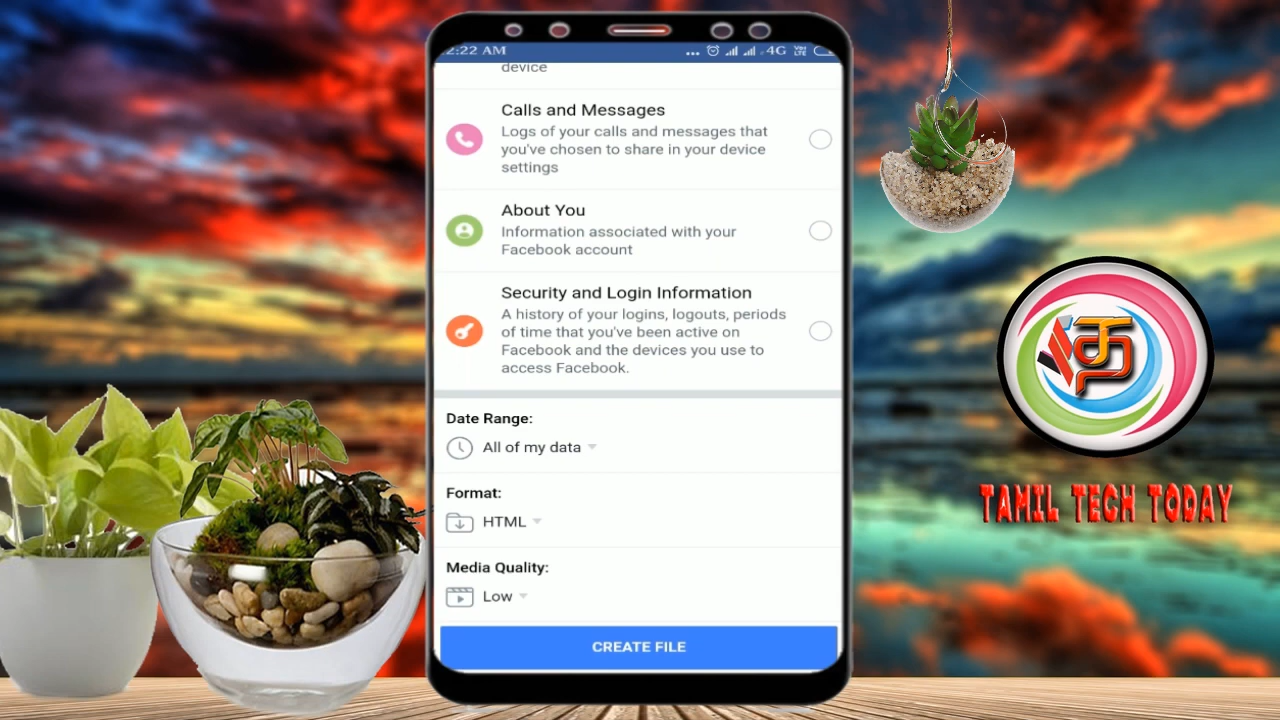 2:22 AM
4G VoLTE
device
Calls and Messages
Logs of your calls and messages that
you've chosen to share in your device
settings
About You
Information associated with your
Facebook account
Security and Login Information
A history of your logins, logouts, periods
of time that you've been active on
Facebook and the devices you use to
access Facebook.
Date Range:
All of my data
Format:
HTML
Media Quality:
Low
CREATE FILE
TAMIL TECH TODAY